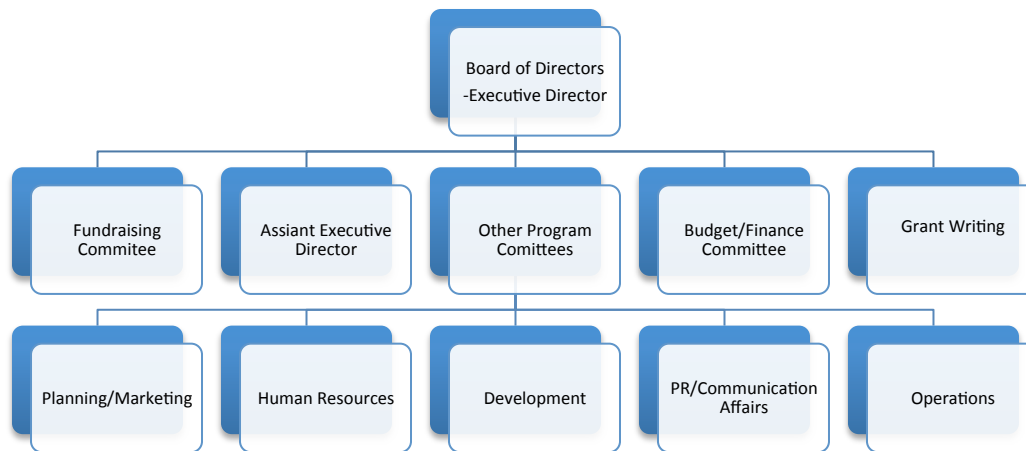 Board of Directors
-Executive Director
Fundraising
Commitee
Assiant Executive
Director
Other Program
Comittees
Budget/Finance
Committee
Grant Writing
Planning/Marketing
Human Resources
Development
PR/Communication
Affairs
Operations